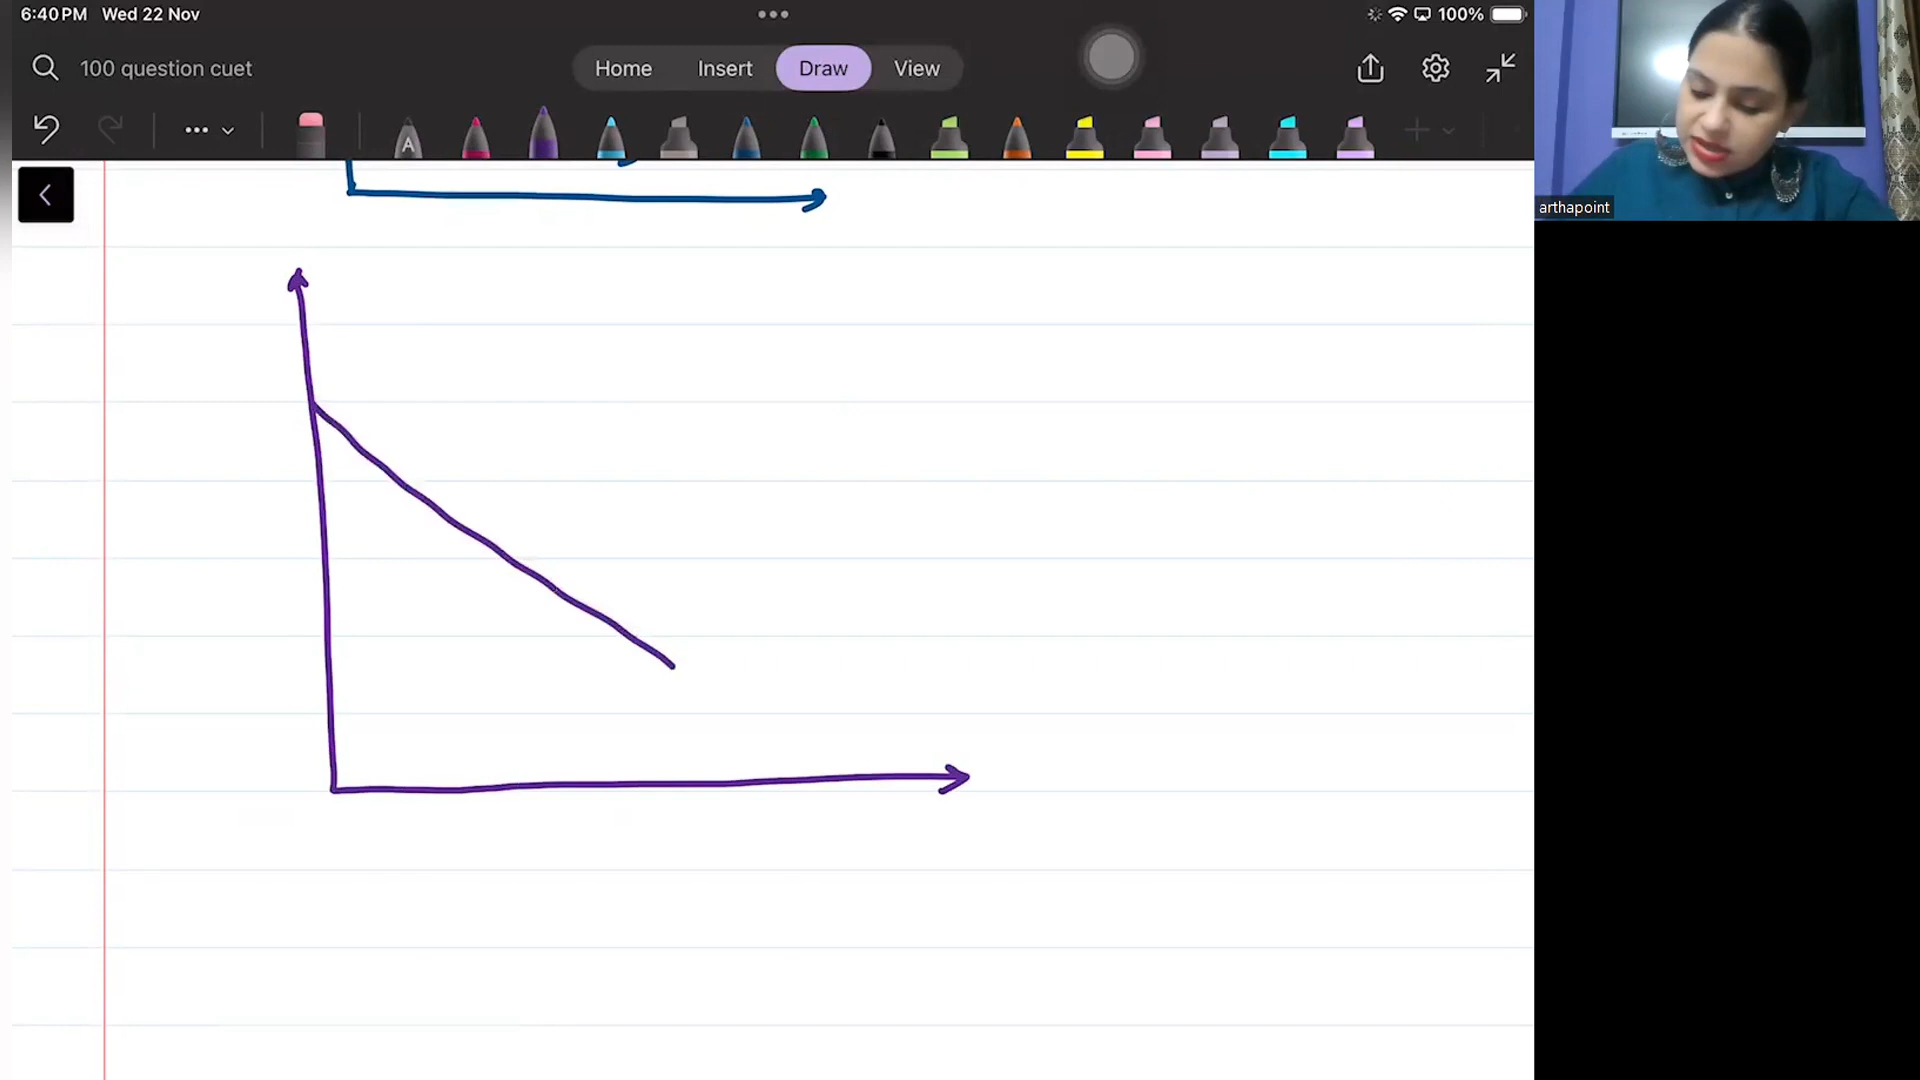 6:40 PM Wed 22 Nov
100%
100 question cuet
Home Insert Draw View
A
arthapoint